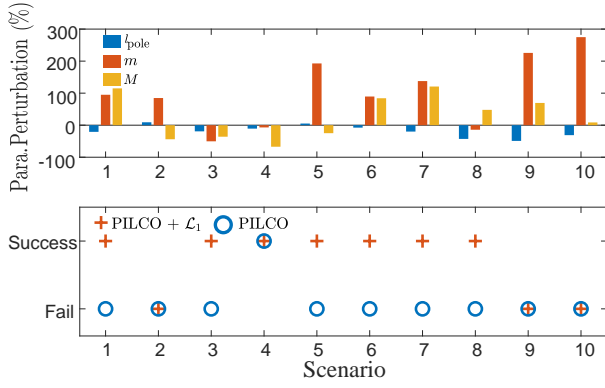 Para.Perturbation (%)
300
200
100
0
-100
l_pole
m
M
1 2 3 4 5 6 7 8 9 10
PILCO + ℒ₁ PILCO
Success
Fail
1 2 3 4 5 6 7 8 9 10
Scenario